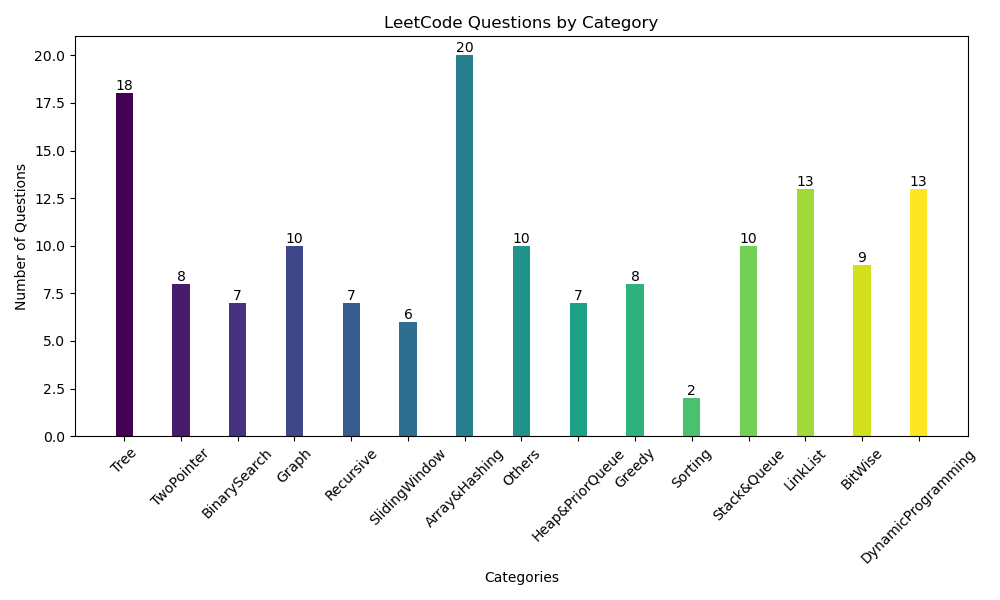 LeetCode Questions by Category
Number of Questions
20.0
17.5
15.0
12.5
10.0
7.5
5.0
2.5
0.0
18
8
7
10
7
6
20
10
7
8
2
10
13
9
13
Tree
TwoPointer
BinarySearch
Graph
Recursive
SlidingWindow
Array&Hashing
Others
Heap&PriorQueue
Greedy
Sorting
Stack&Queue
LinkList
BitWise
DynamicProgramming
Categories